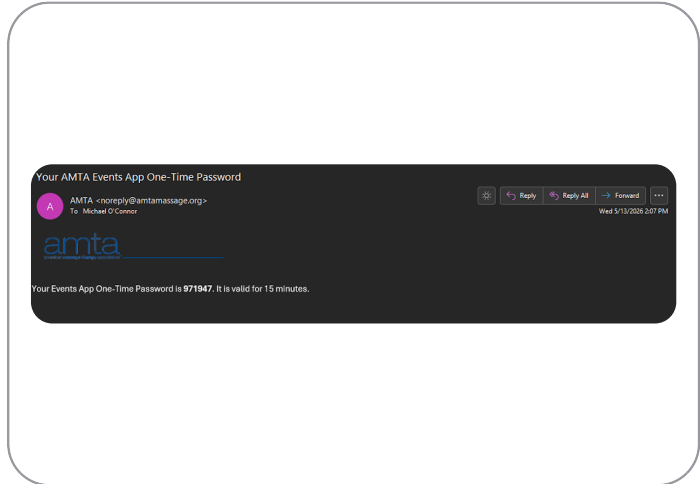 Your AMTA Events App One-Time Password
A
AMTA <noreply@amtamassage.org>
To Michael O'Connor
Reply
Reply All
Forward
Wed 5/13/2026 2:07 PM
amta
Your Events App One-Time Password is 971947. It is valid for 15 minutes.